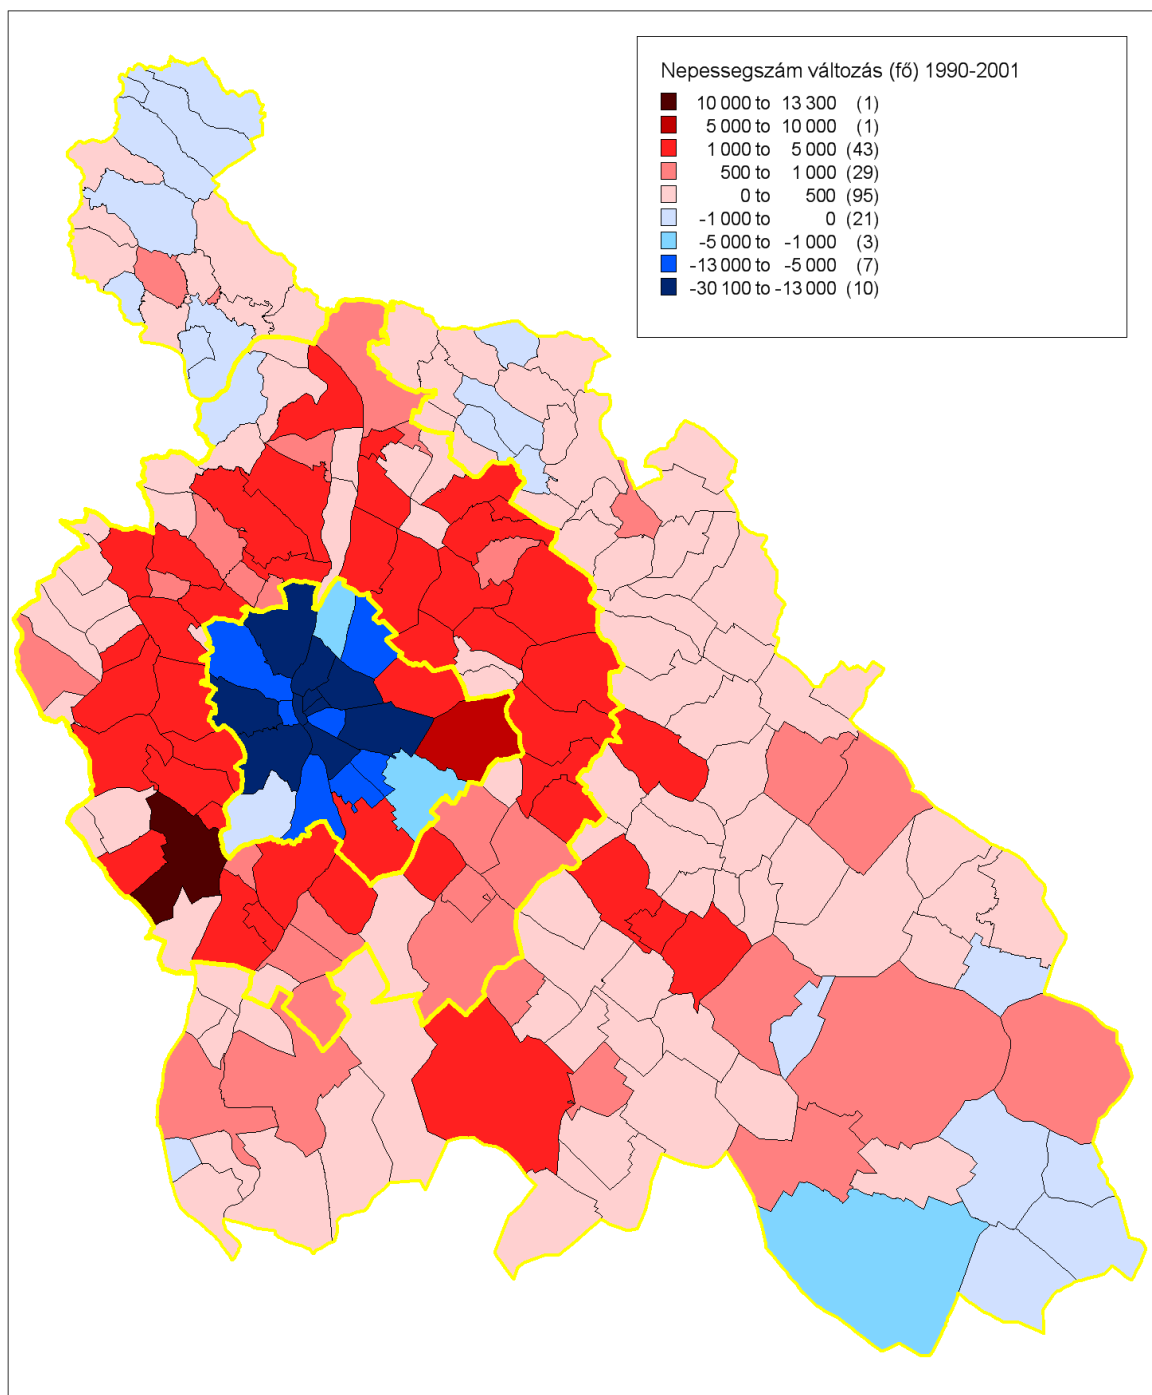 Nepessegszám változás (fő) 1990-2001
10 000 to 13 300 (1)
5 000 to 10 000 (1)
1 000 to 5 000 (43)
500 to 1 000 (29)
0 to 500 (95)
-1 000 to 0 (21)
-5 000 to -1 000 (3)
-13 000 to -5 000 (7)
-30 100 to -13 000 (10)